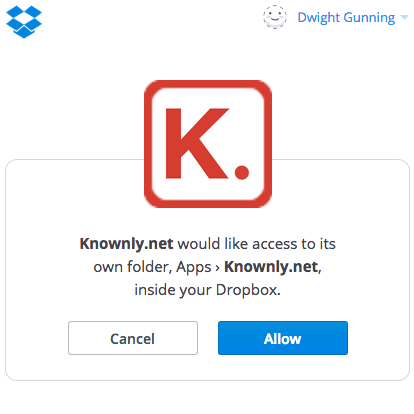 Dwight Gunning
K.
Knownly.net would like access to its
own folder, Apps › Knownly.net,
inside your Dropbox.
Cancel
Allow